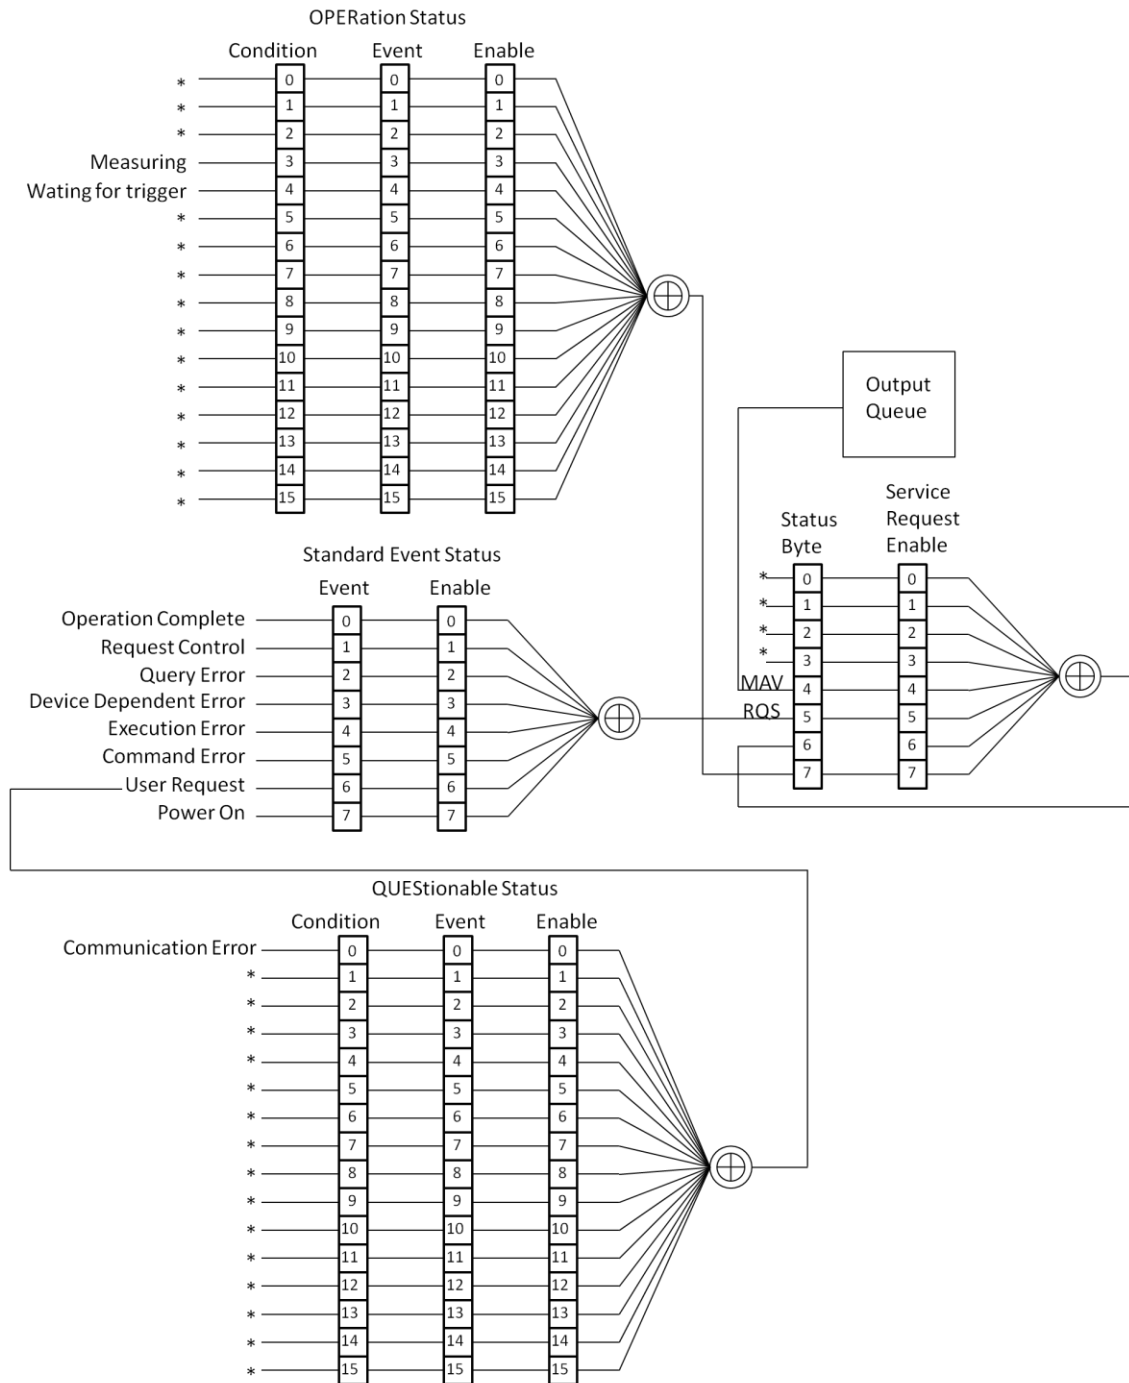 OPERation Status
Condition Event Enable
* 0 0 0
* 1 1 1
* 2 2 2
Measuring 3 3 3
Wating for trigger 4 4 4
* 5 5 5
* 6 6 6
* 7 7 7
* 8 8 8
* 9 9 9
* 10 10 10
* 11 11 11
* 12 12 12
* 13 13 13
* 14 14 14
* 15 15 15
Output
Queue
Status
Byte
Service
Request
Enable
* 0 0
* 1 1
* 2 2
* 3 3
MAV 4 4
RQS 5 5
6 6
7 7
Standard Event Status
Event Enable
Operation Complete 0 0
Request Control 1 1
Query Error 2 2
Device Dependent Error 3 3
Execution Error 4 4
Command Error 5 5
User Request 6 6
Power On 7 7
QUEStionable Status
Condition Event Enable
Communication Error 0 0 0
* 1 1 1
* 2 2 2
* 3 3 3
* 4 4 4
* 5 5 5
* 6 6 6
* 7 7 7
* 8 8 8
* 9 9 9
* 10 10 10
* 11 11 11
* 12 12 12
* 13 13 13
* 14 14 14
* 15 15 15